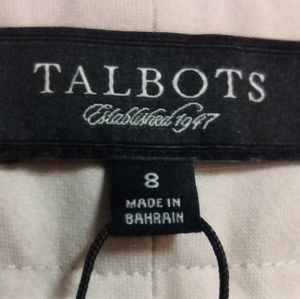 TALBOTS
Established 1947
8
MADE IN
BAHRAIN